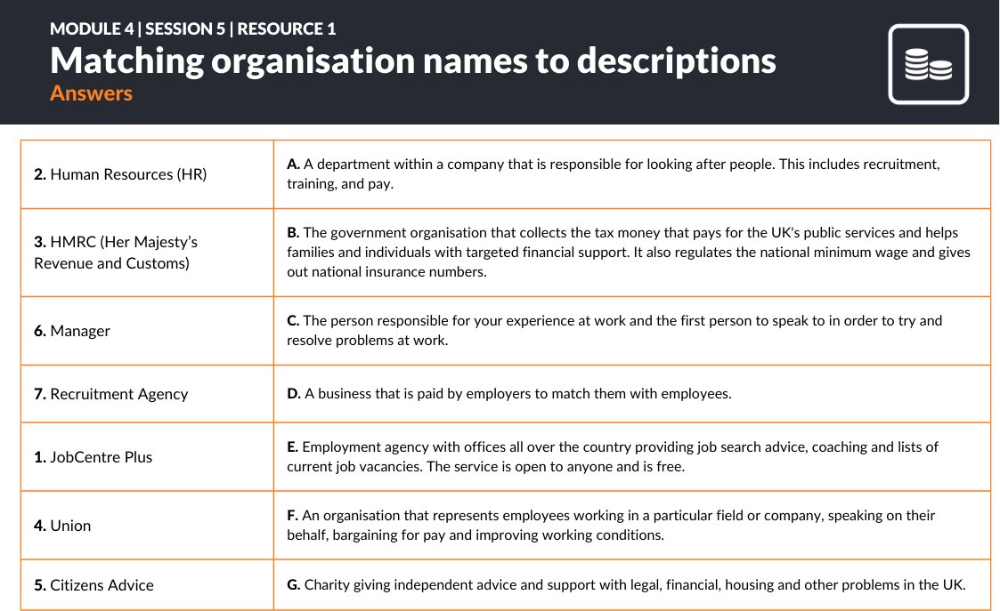 MODULE 4 | SESSION 5 | RESOURCE 1
Matching organisation names to descriptions
Answers
2. Human Resources (HR)
A. A department within a company that is responsible for looking after people. This includes recruitment,
training, and pay.
3. HMRC (Her Majesty’s
Revenue and Customs)
B. The government organisation that collects the tax money that pays for the UK's public services and helps
families and individuals with targeted financial support. It also regulates the national minimum wage and gives
out national insurance numbers.
6. Manager
C. The person responsible for your experience at work and the first person to speak to in order to try and
resolve problems at work.
7. Recruitment Agency
D. A business that is paid by employers to match them with employees.
1. JobCentre Plus
E. Employment agency with offices all over the country providing job search advice, coaching and lists of
current job vacancies. The service is open to anyone and is free.
4. Union
F. An organisation that represents employees working in a particular field or company, speaking on their
behalf, bargaining for pay and improving working conditions.
5. Citizens Advice
G. Charity giving independent advice and support with legal, financial, housing and other problems in the UK.